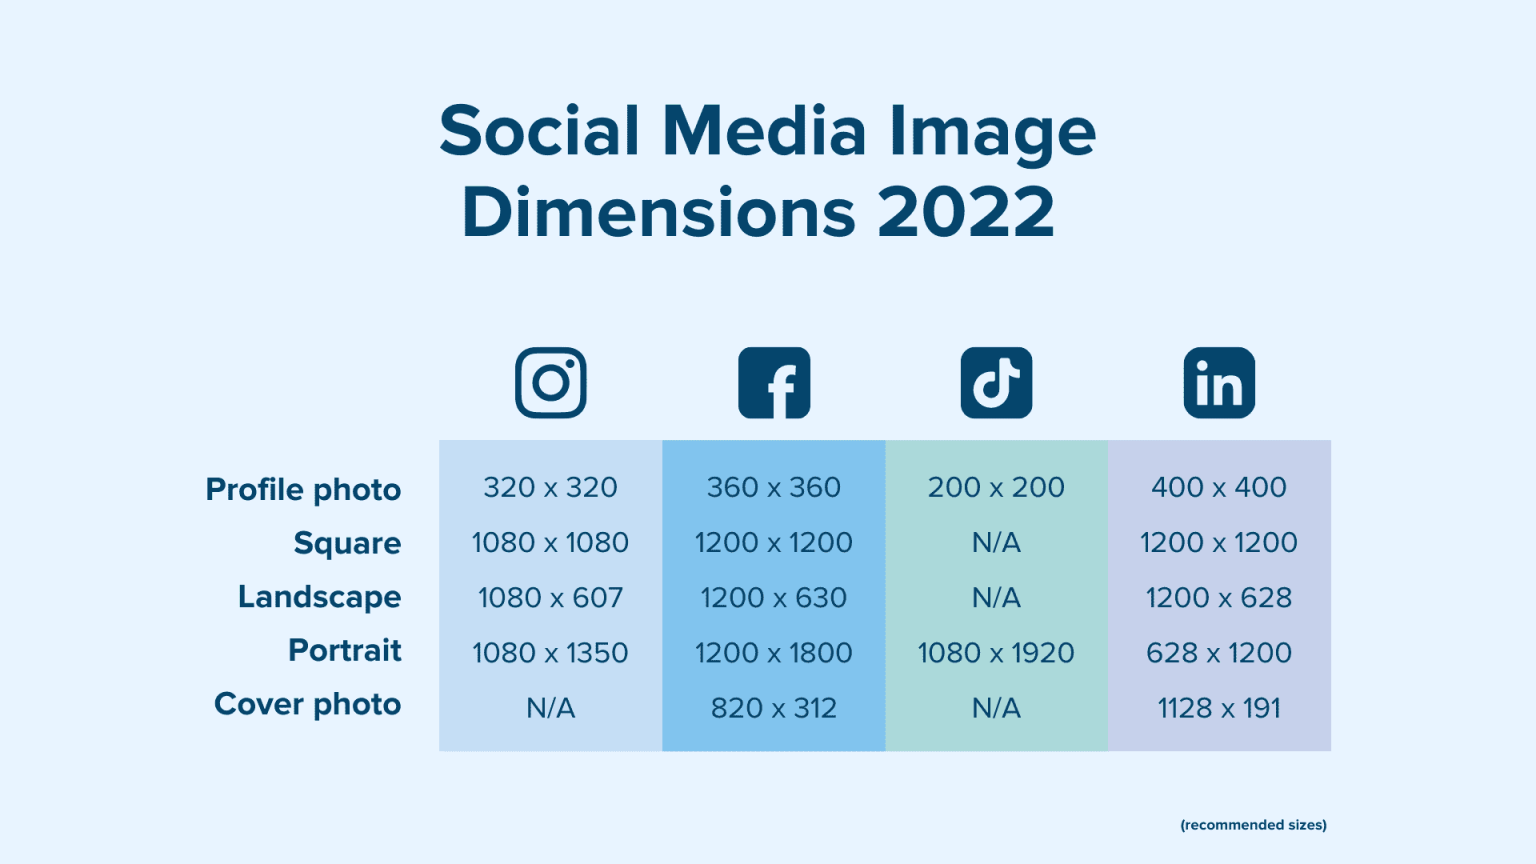 Social Media Image
Dimensions 2022
Profile photo 320 x 320 360 x 360 200 x 200 400 x 400
Square 1080 x 1080 1200 x 1200 N/A 1200 x 1200
Landscape 1080 x 607 1200 x 630 N/A 1200 x 628
Portrait 1080 x 1350 1200 x 1800 1080 x 1920 628 x 1200
Cover photo N/A 820 x 312 N/A 1128 x 191
(recommended sizes)